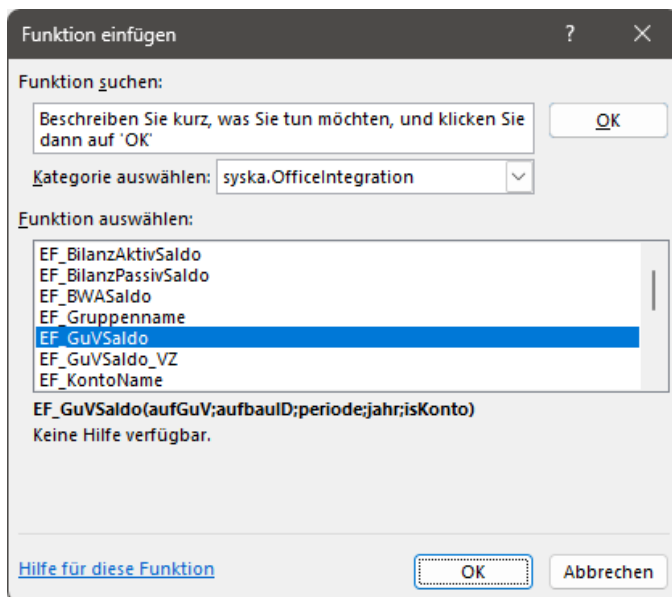 Funktion einfügen ?
Funktion suchen:
Beschreiben Sie kurz, was Sie tun möchten, und klicken Sie
dann auf 'OK'
OK
Kategorie auswählen: syska.OfficeIntegration
Funktion auswählen:
EF_BilanzAktivSaldo
EF_BilanzPassivSaldo
EF_BWASaldo
EF_Gruppenname
EF_GuVSaldo
EF_GuVSaldo_VZ
EF_KontoName
EF_GuVSaldo(aufGuV;aufbauID;periode;jahr;isKonto)
Keine Hilfe verfügbar.
Hilfe für diese Funktion OK Abbrechen